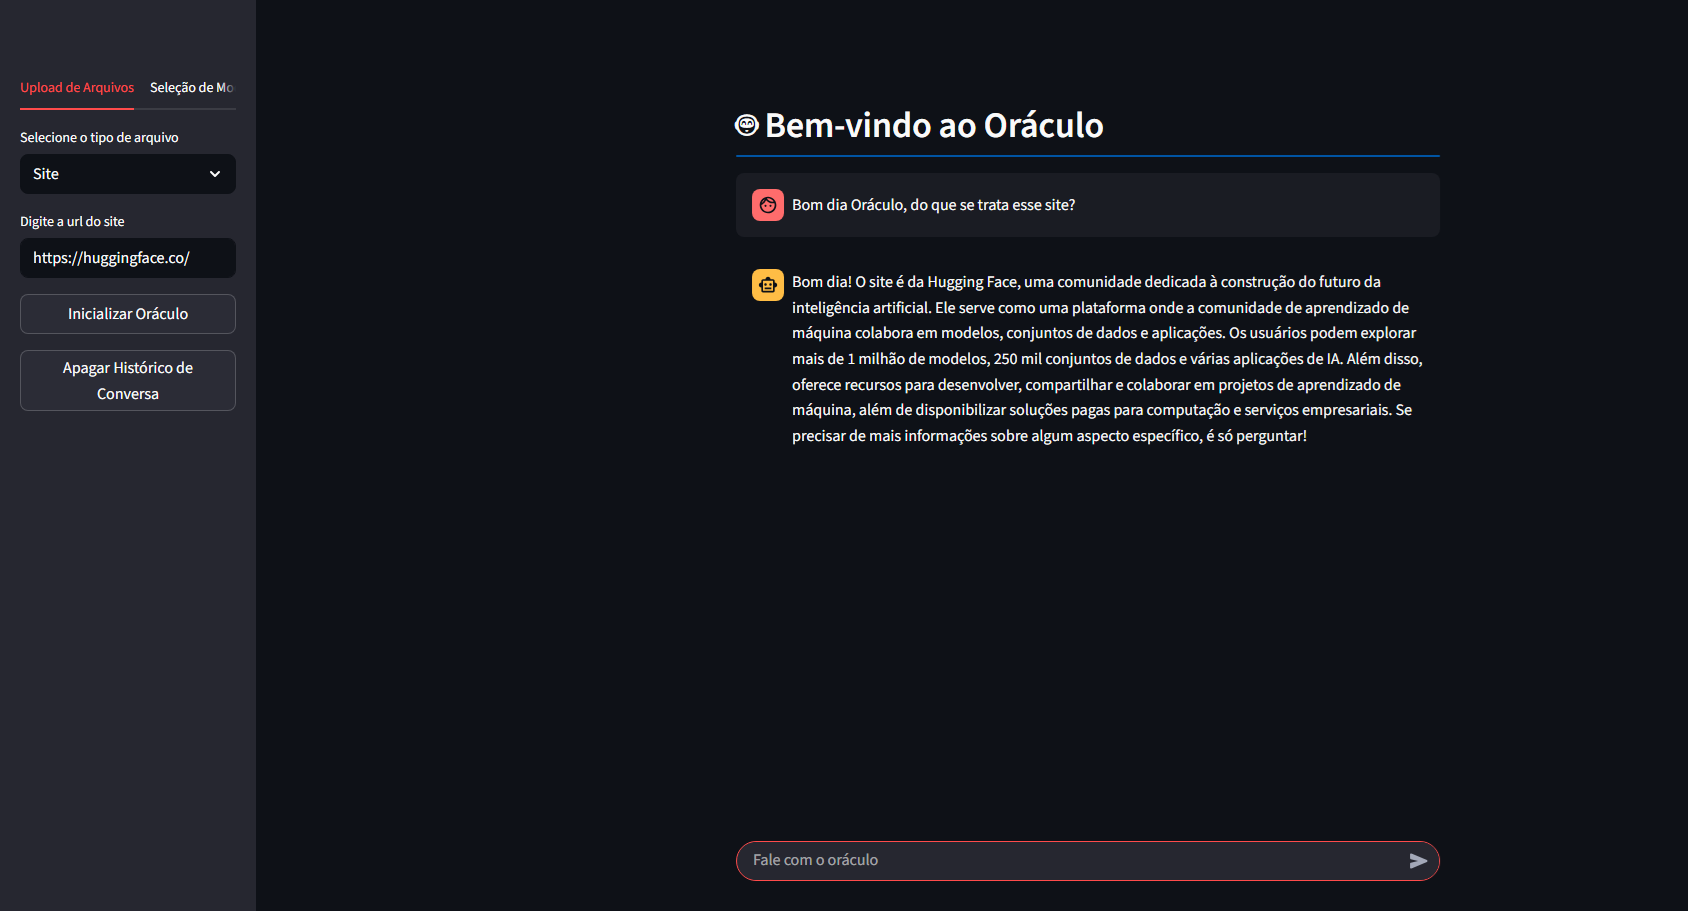 Upload de Arquivos
Seleção de Mo
Selecione o tipo de arquivo
Site
Digite a url do site
https://huggingface.co/
Inicializar Oráculo
Apagar Histórico de
Conversa
Bem-vindo ao Oráculo
Bom dia Oráculo, do que se trata esse site?
Bom dia! O site é da Hugging Face, uma comunidade dedicada à construção do futuro da
inteligência artificial. Ele serve como uma plataforma onde a comunidade de aprendizado de
máquina colabora em modelos, conjuntos de dados e aplicações. Os usuários podem explorar
mais de 1 milhão de modelos, 250 mil conjuntos de dados e várias aplicações de IA. Além disso,
oferece recursos para desenvolver, compartilhar e colaborar em projetos de aprendizado de
máquina, além de disponibilizar soluções pagas para computação e serviços empresariais. Se
precisar de mais informações sobre algum aspecto específico, é só perguntar!
Fale com o oráculo